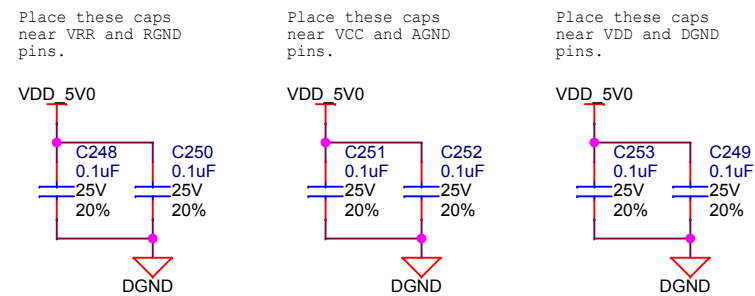 Place these caps
near VRR and RGND
pins.
Place these caps
near VCC and AGND
pins.
Place these caps
near VDD and DGND
pins.
VDD_5V0
VDD_5V0
VDD_5V0
C248
0.1uF
25V
20%
C250
0.1uF
25V
20%
C251
0.1uF
25V
20%
C252
0.1uF
25V
20%
C253
0.1uF
25V
20%
C249
0.1uF
25V
20%
DGND
DGND
DGND